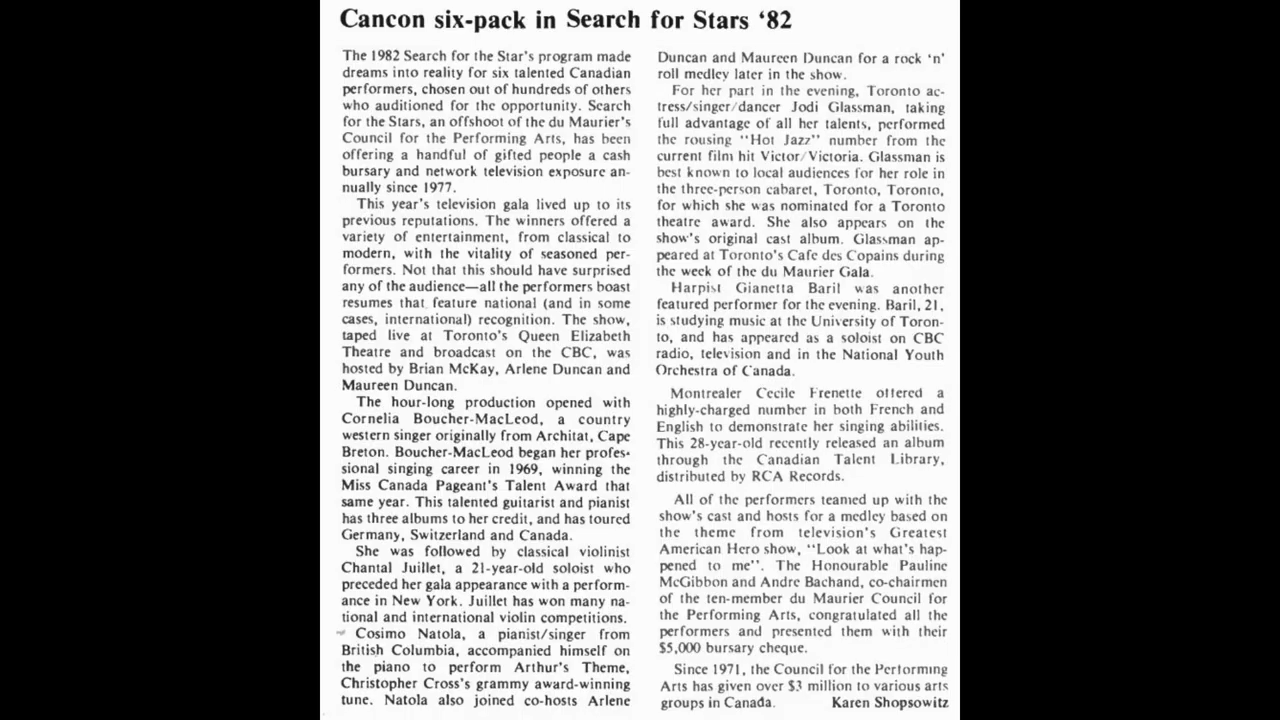 Cancon six-pack in Search for Stars '82
The 1982 Search for the Star's program made
dreams into reality for six talented Canadian
performers, chosen out of hundreds of others
who auditioned for the opportunity. Search
for the Stars, an offshoot of the du Maurier's
Council for the Performing Arts, has been
offering a handful of gifted people a cash
bursary and network television exposure an-
nually since 1977.
This year's television gala lived up to its
previous reputations. The winners offered a
variety of entertainment, from classical to
modern, with the vitality of seasoned per-
formers. Not that this should have surprised
any of the audience—all the performers boast
resumes that feature national (and in some
cases, international) recognition. The show,
taped live at Toronto's Queen Elizabeth
Theatre and broadcast on the CBC, was
hosted by Brian McKay, Arlene Duncan and
Maureen Duncan.
The hour-long production opened with
Cornelia Boucher-MacLeod, a country
western singer originally from Architat, Cape
Breton. Boucher-MacLeod began her profes-
sional singing career in 1969, winning the
Miss Canada Pageant's Talent Award that
same year. This talented guitarist and pianist
has three albums to her credit, and has toured
Germany, Switzerland and Canada.
She was followed by classical violinist
Chantal Juillet, a 21-year-old soloist who
preceded her gala appearance with a perform-
ance in New York. Juillet has won many na-
tional and international violin competitions.
Cosimo Natola, a pianist/singer from
British Columbia, accompanied himself on
the piano to perform Arthur's Theme,
Christopher Cross's grammy award-winning
tune. Natola also joined co-hosts Arlene
Duncan and Maureen Duncan for a rock 'n'
roll medley later in the show.
For her part in the evening, Toronto ac-
tress/singer/dancer Jodi Glassman, taking
full advantage of all her talents, performed
the rousing "Hot Jazz" number from the
current film hit Victor/Victoria. Glassman is
best known to local audiences for her role in
the three-person cabaret, Toronto, Toronto,
for which she was nominated for a Toronto
theatre award. She also appears on the
show's original cast album. Glassman ap-
peared at Toronto's Cafe des Copains during
the week of the du Maurier Gala.
Harpist Gianetta Baril was another
featured performer for the evening. Baril, 21,
is studying music at the University of Toron-
to, and has appeared as a soloist on CBC
radio, television and in the National Youth
Orchestra of Canada.
Montrealer Cecile Frenette offered a
highly-charged number in both French and
English to demonstrate her singing abilities.
This 28-year-old recently released an album
through the Canadian Talent Library,
distributed by RCA Records.
All of the performers teamed up with the
show's cast and hosts for a medley based on
the theme from television's Greatest
American Hero show, "Look at what's hap-
pened to me". The Honourable Pauline
McGibbon and Andre Bachand, co-chairmen
of the ten-member du Maurier Council for
the Performing Arts, congratulated all the
performers and presented them with their
$5,000 bursary cheque.
Since 1971, the Council for the Performing
Arts has given over $3 million to various arts
groups in Canada. Karen Shopsowitz